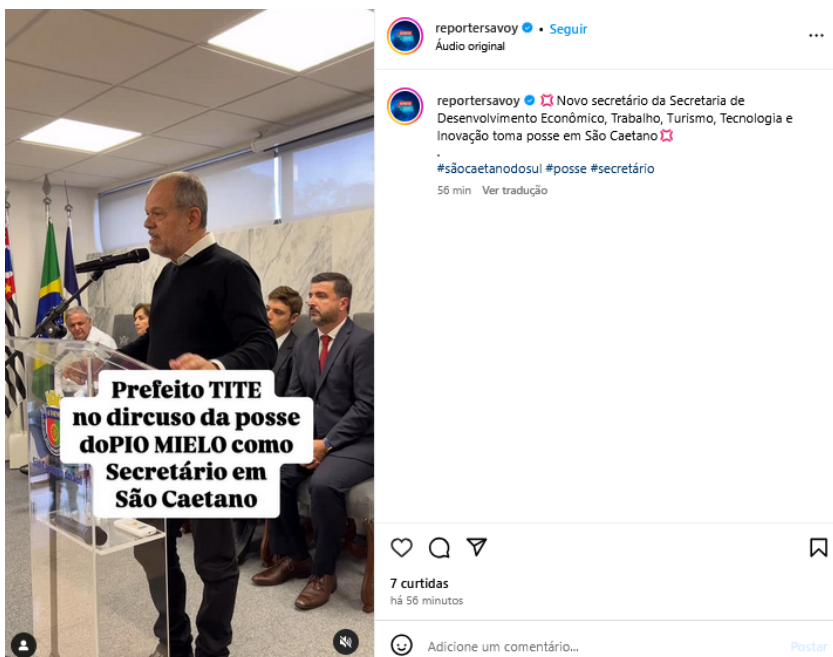 Prefeito TITE
no dircuso da posse
doPIO MIELO como
Secretário em
São Caetano
reportersavoy • Seguir
Áudio original
reportersavoy Novo secretário da Secretaria de
Desenvolvimento Econômico, Trabalho, Turismo, Tecnologia e
Inovação toma posse em São Caetano
.
#sãocaetanodosul #posse #secretário
56 min Ver tradução
7 curtidas
há 56 minutos
Adicione um comentário...
Postar